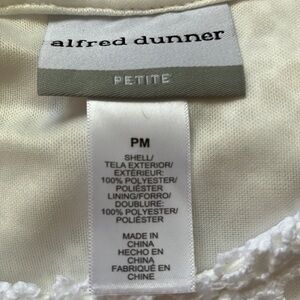 alfred dunner
PETITE
PM
SHELL/
TELA EXTERIOR/
EXTÉRIEUR:
100% POLYESTER/
POLIÉSTER
LINING/FORRO/
DOUBLURE:
100% POLYESTER/
POLIÉSTER
MADE IN
CHINA
HECHO EN
CHINA
FABRIQUÉ EN
CHINE